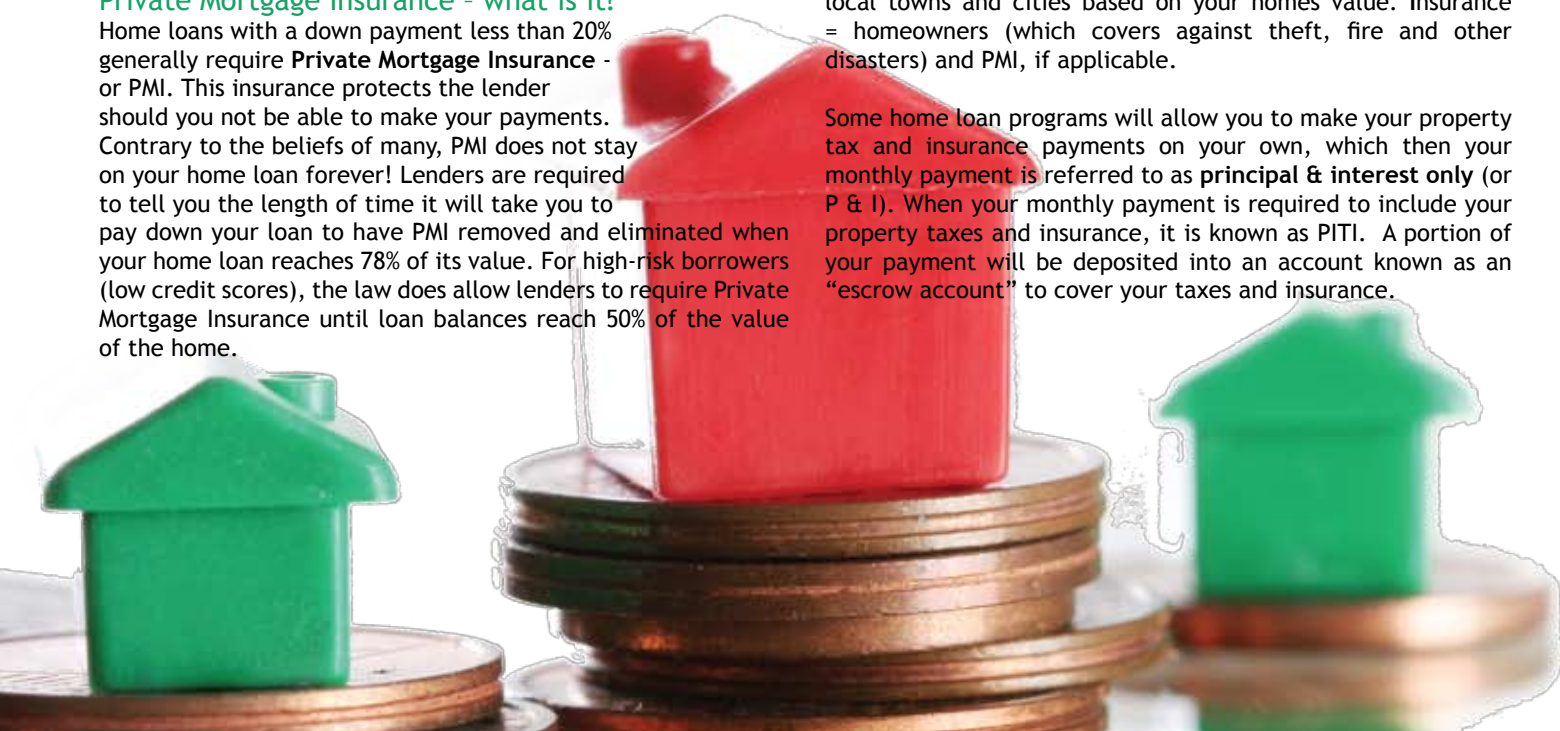 Private Mortgage Insurance – what is it?
Home loans with a down payment less than 20%
generally require Private Mortgage Insurance -
or PMI. This insurance protects the lender
should you not be able to make your payments.
Contrary to the beliefs of many, PMI does not stay
on your home loan forever! Lenders are required
to tell you the length of time it will take you to
pay down your loan to have PMI removed and eliminated when
your home loan reaches 78% of its value. For high-risk borrowers
(low credit scores), the law does allow lenders to require Private
Mortgage Insurance until loan balances reach 50% of the value
of the home.
local towns and cities based on your homes value. Insurance
= homeowners (which covers against theft, fire and other
disasters) and PMI, if applicable.
Some home loan programs will allow you to make your property
tax and insurance payments on your own, which then your
monthly payment is referred to as principal & interest only (or
P & I). When your monthly payment is required to include your
property taxes and insurance, it is known as PITI. A portion of
your payment will be deposited into an account known as an
“escrow account” to cover your taxes and insurance.